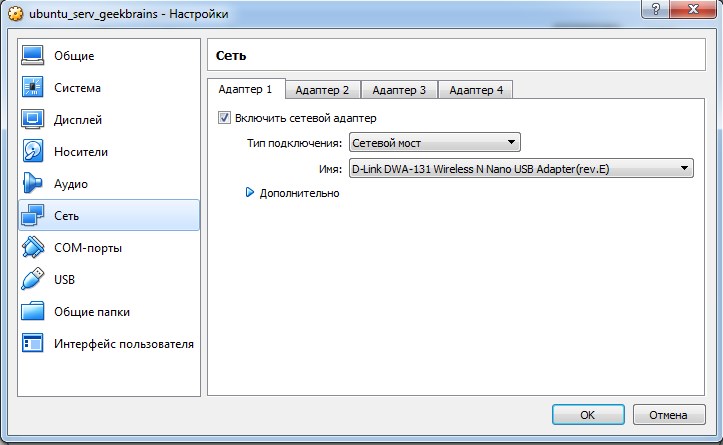 ubuntu_serv_geekbrains - Настройки
Общие
Система
Дисплей
Носители
Аудио
Сеть
COM-порты
USB
Общие папки
Интерфейс пользователя
Сеть
Адаптер 1 Адаптер 2 Адаптер 3 Адаптер 4
Включить сетевой адаптер
Тип подключения: Сетевой мост
Имя: D-Link DWA-131 Wireless N Nano USB Adapter(rev.E)
Дополнительно
OK Отмена